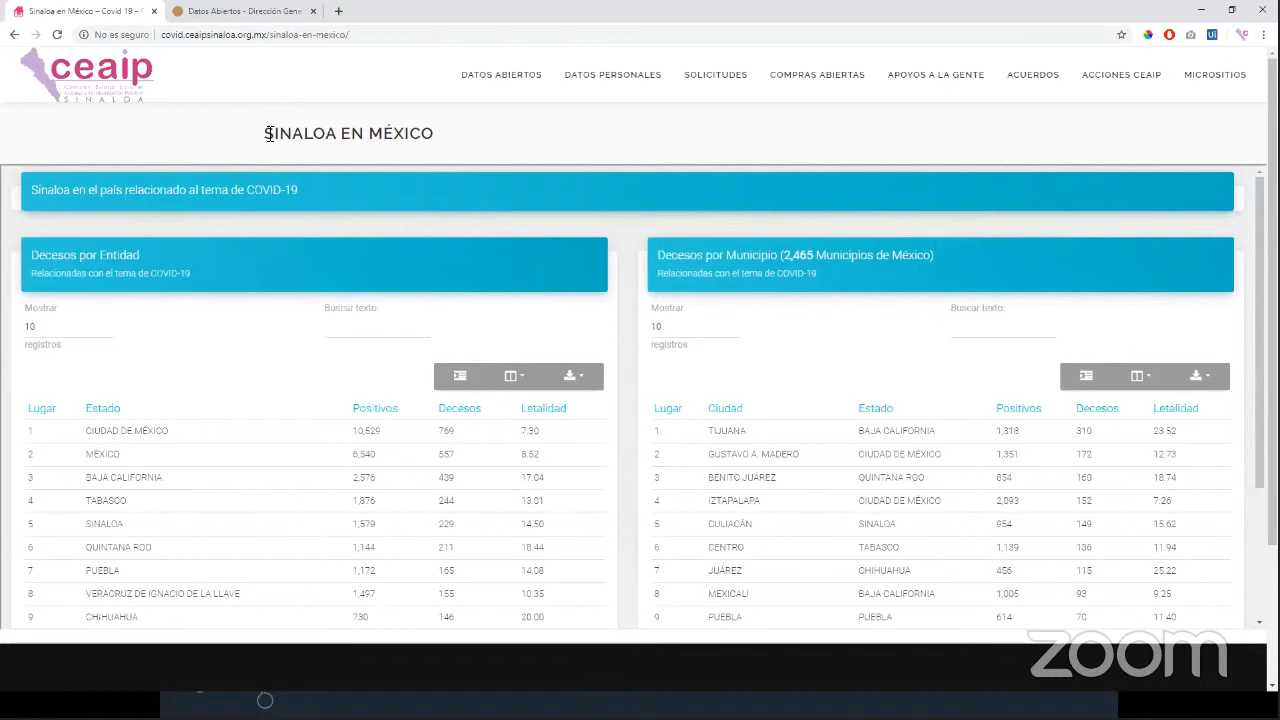 Sinaloa en México – Covid 19 – C
Datos Abiertos - Dirección Gene
No es seguro
covid.ceaipsinaloa.org.mx/sinaloa-en-mexico/
ceaip
Comisión Estatal para el
Acceso a la Información Pública
SINALOA
DATOS ABIERTOS DATOS PERSONALES SOLICITUDES COMPRAS ABIERTAS APOYOS A LA GENTE ACUERDOS ACCIONES CEAIP MICROSITIOS
SINALOA EN MÉXICO
Sinaloa en el país relacionado al tema de COVID-19
Decesos por Entidad
Relacionadas con el tema de COVID-19
Mostrar Buscar texto:
10
registros
Lugar Estado Positivos Decesos Letalidad
1 CIUDAD DE MÉXICO 10,529 769 7.30
2 MÉXICO 6,540 557 8.52
3 BAJA CALIFORNIA 2,576 439 17.04
4 TABASCO 1,876 244 13.01
5 SINALOA 1,579 229 14.50
6 QUINTANA ROO 1,144 211 18.44
7 PUEBLA 1,172 165 14.08
8 VERACRUZ DE IGNACIO DE LA LLAVE 1,497 155 10.35
9 CHIHUAHUA 730 146 20.00
Decesos por Municipio (2,465 Municipios de México)
Relacionadas con el tema de COVID-19
Mostrar Buscar texto:
10
registros
Lugar Ciudad Estado Positivos Decesos Letalidad
1 TIJUANA BAJA CALIFORNIA 1,318 310 23.52
2 GUSTAVO A. MADERO CIUDAD DE MÉXICO 1,351 172 12.73
3 BENITO JUÁREZ QUINTANA ROO 854 160 18.74
4 IZTAPALAPA CIUDAD DE MÉXICO 2,093 152 7.26
5 CULIACÁN SINALOA 954 149 15.62
6 CENTRO TABASCO 1,139 136 11.94
7 JUÁREZ CHIHUAHUA 456 115 25.22
8 MEXICALI BAJA CALIFORNIA 1,005 93 9.25
9 PUEBLA PUEBLA 614 70 11.40
zoom